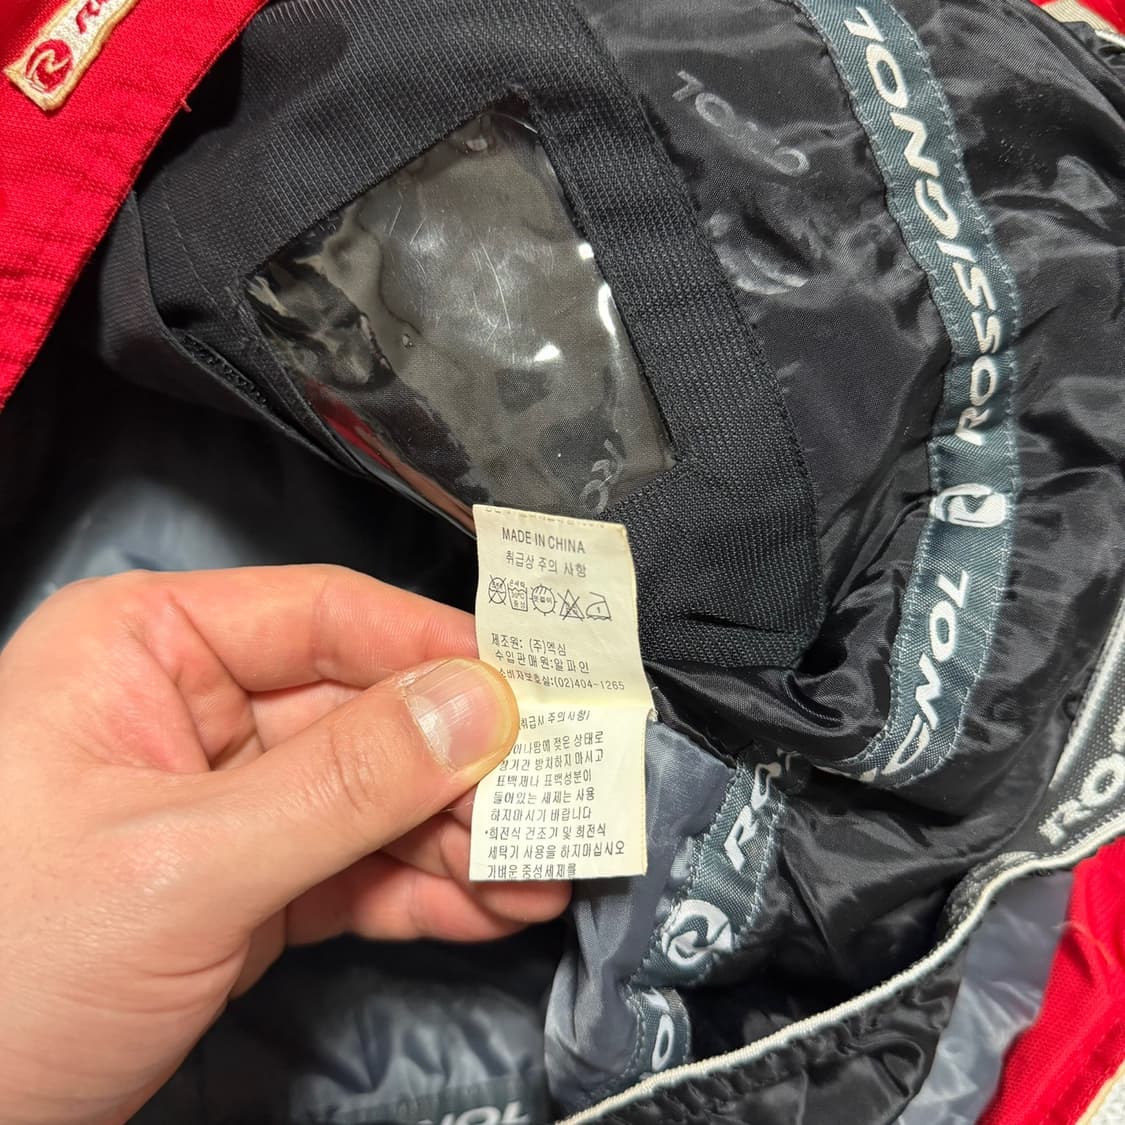 ROSSIGNOL
ROSSIGNOL
MADE IN CHINA
취급상 주의 사항
제조원: (주)엑심
수입판매원:알파인
소비자보호실:(02)404-1265
취급시 주의사항)
젖은 상태로
장기간 방치하지 마시고
표백제나 표백성분이
들어있는 세제는 사용
하지마시기 바랍니다
*회전식 건조기 및 회전식
세탁기 사용을 하지마십시오
가벼운 중성세제를